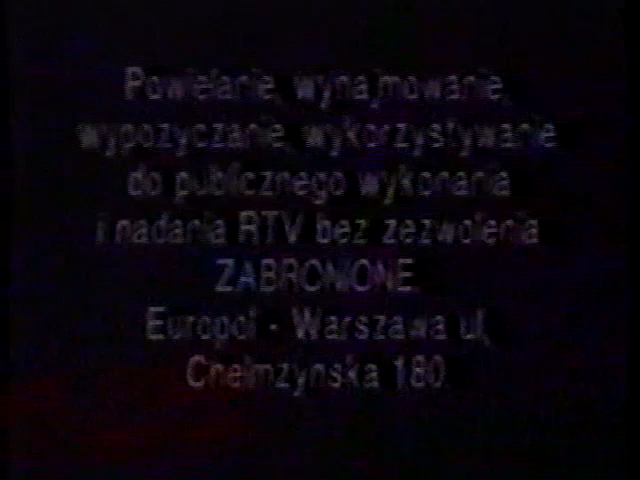 Powielanie, wynajmowanie,
wypożyczanie, wykorzystywanie
do publicznego wykonania
i nadania RTV bez zezwolenia
ZABRONIONE
Europol - Warszawa ul.
Chełmżyńska 180